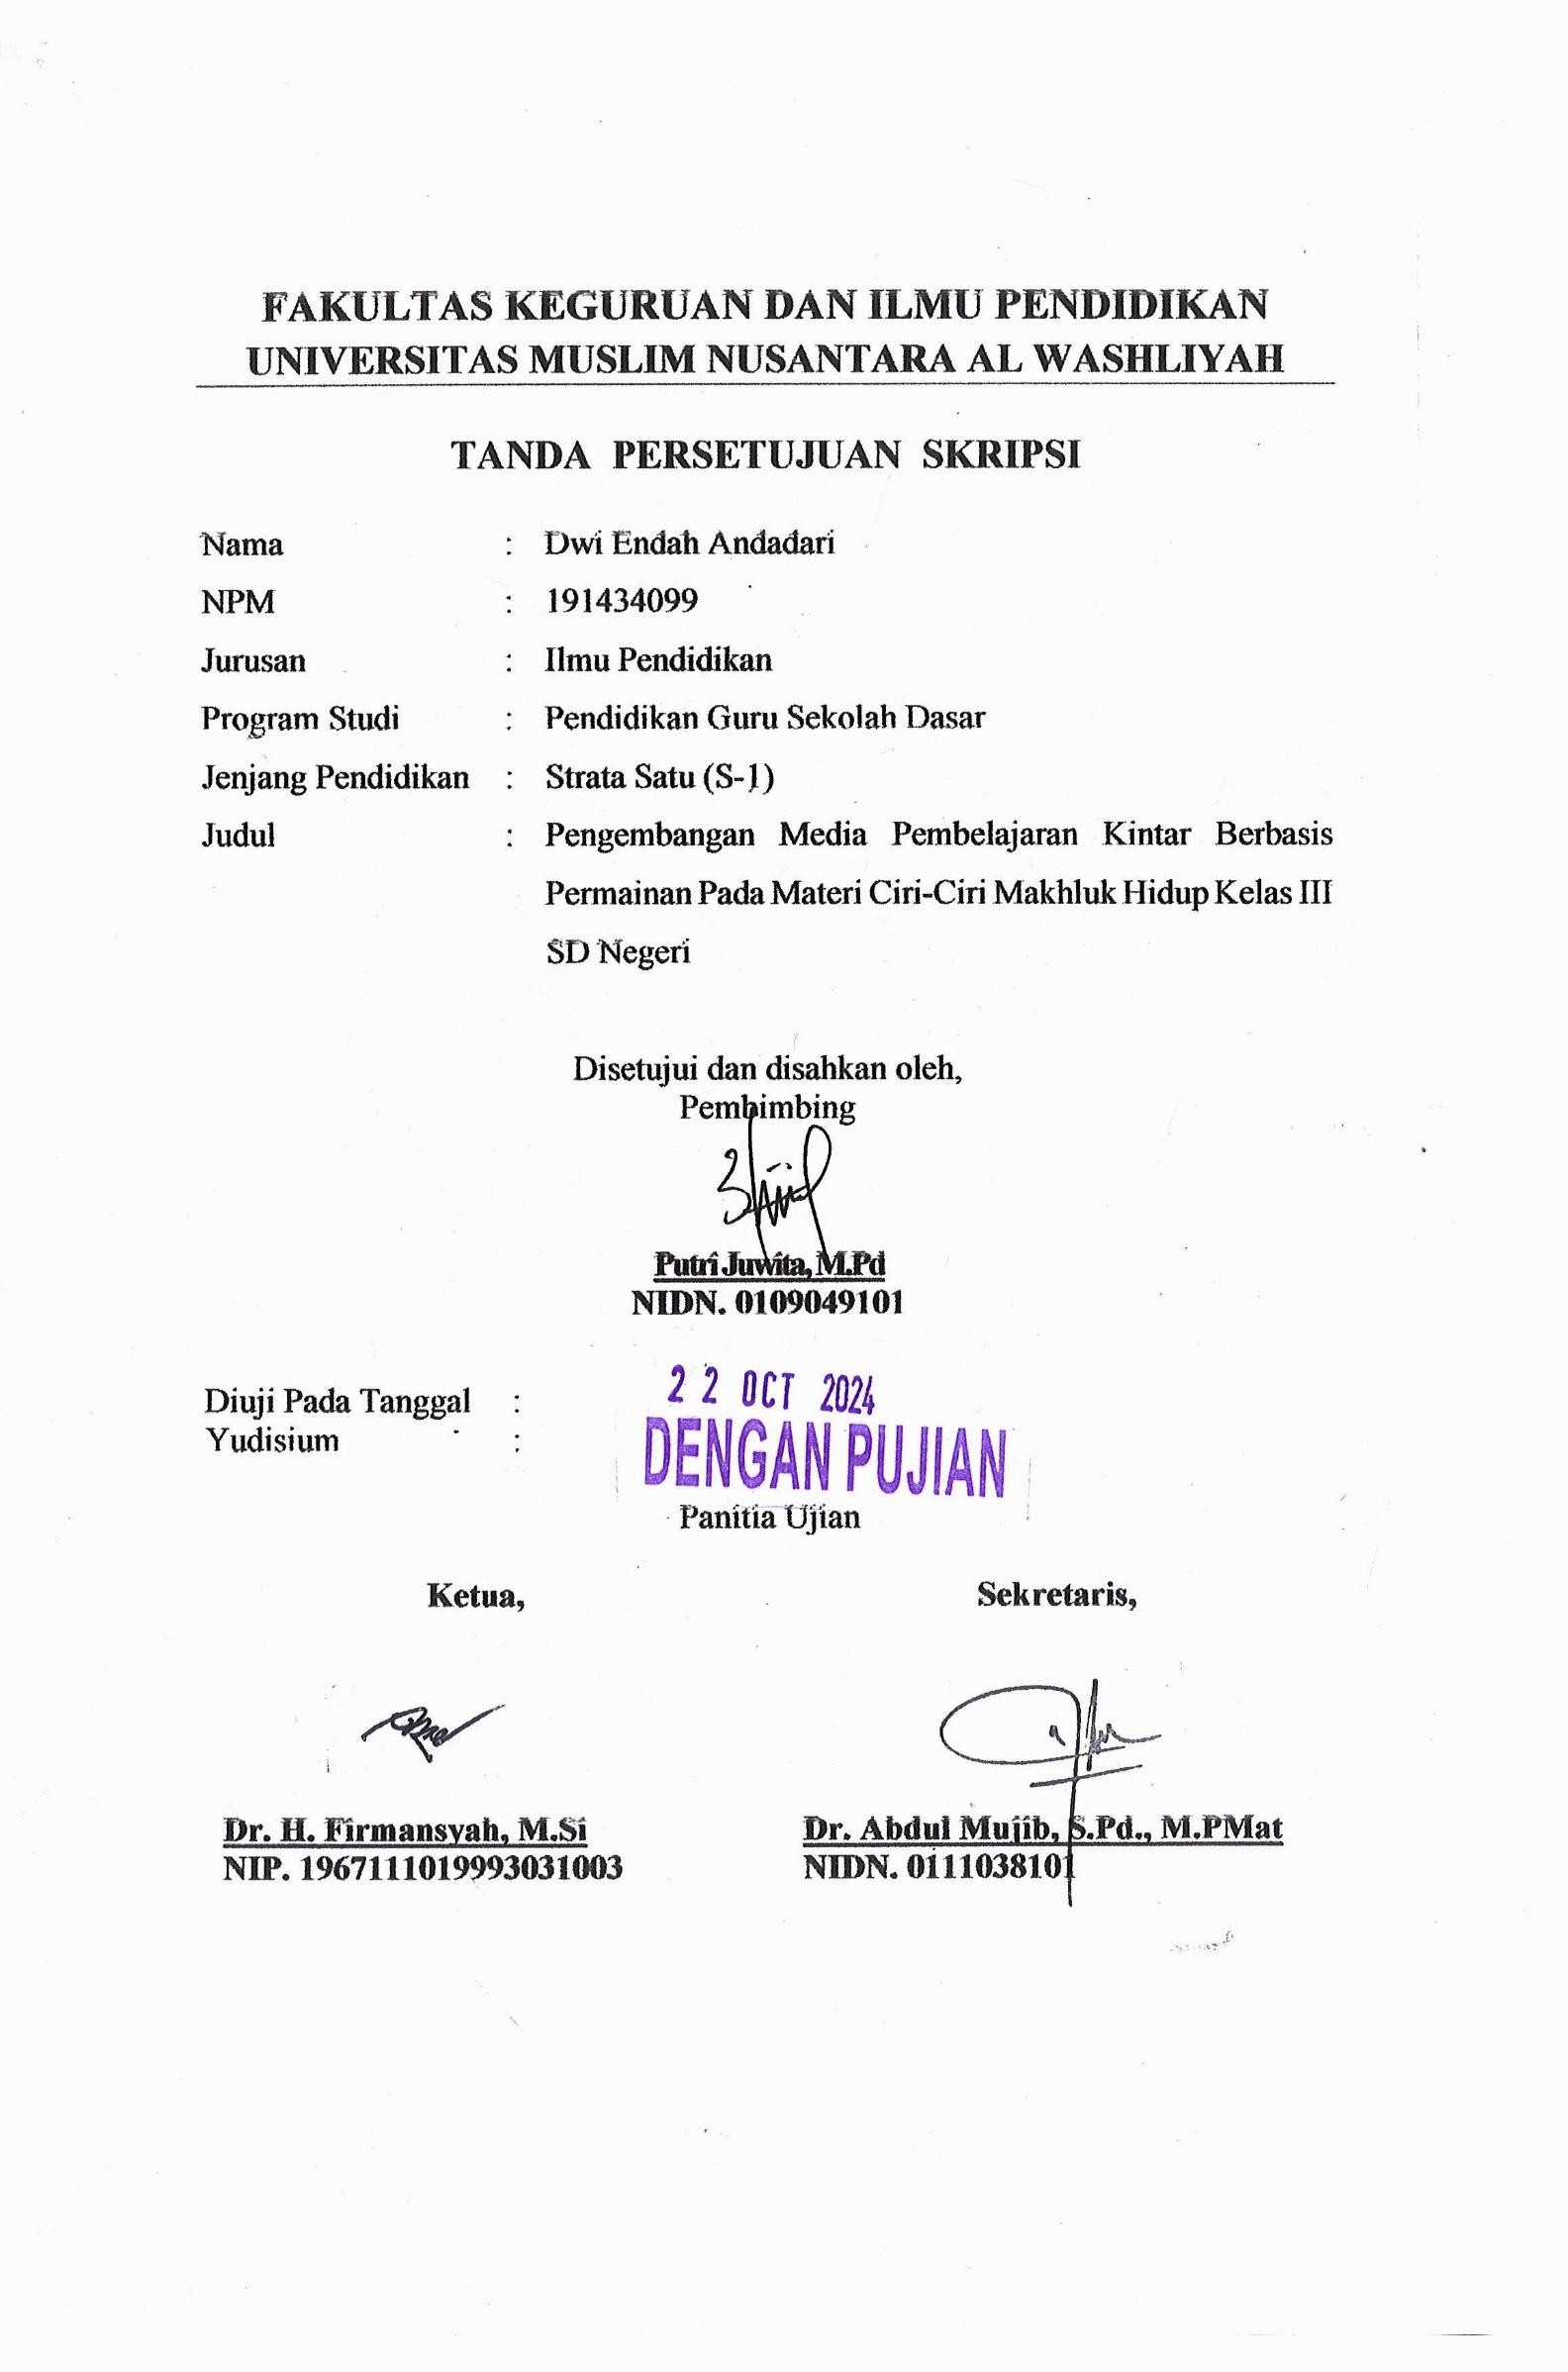 FAKULTAS KEGURUAN DAN ILMU PENDIDIKAN
UNIVERSITAS MUSLIM NUSANTARA AL WASHLIYAH
TANDA PERSETUJUAN SKRIPSI
Nama : Dwi Endah Andadari
NPM : 191434099
Jurusan : Ilmu Pendidikan
Program Studi : Pendidikan Guru Sekolah Dasar
Jenjang Pendidikan : Strata Satu (S-1)
Judul : Pengembangan Media Pembelajaran Kintar Berbasis
Permainan Pada Materi Ciri-Ciri Makhluk Hidup Kelas III
SD Negeri
Disetujui dan disahkan oleh,
Pembimbing
Putri Juwita, M.Pd
NIDN. 0109049101
Diuji Pada Tanggal : 22 OCT 2024
Yudisium : DENGAN PUJIAN
Panitia Ujian
Ketua, Sekretaris,
Dr. H. Firmansyah, M.Si Dr. Abdul Mujib, S.Pd., M.PMat
NIP. 1967111019993031003 NIDN. 0111038101